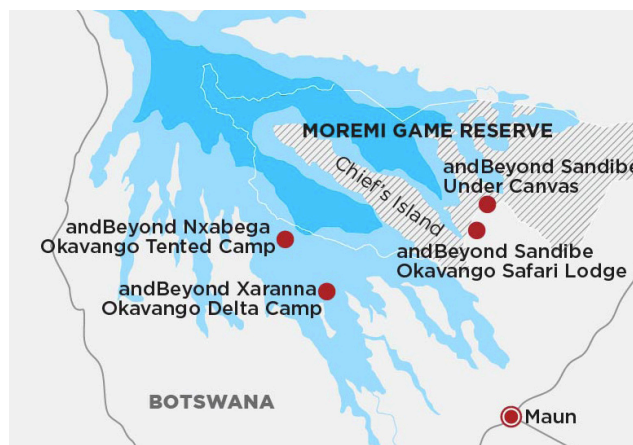 MOREMI GAME RESERVE
Chief's Island
andBeyond Sandibe
Under Canvas
andBeyond Nxabega
Okavango Tented Camp
andBeyond Sandibe
Okavango Safari Lodge
andBeyond Xaranna
Okavango Delta Camp
BOTSWANA
Maun